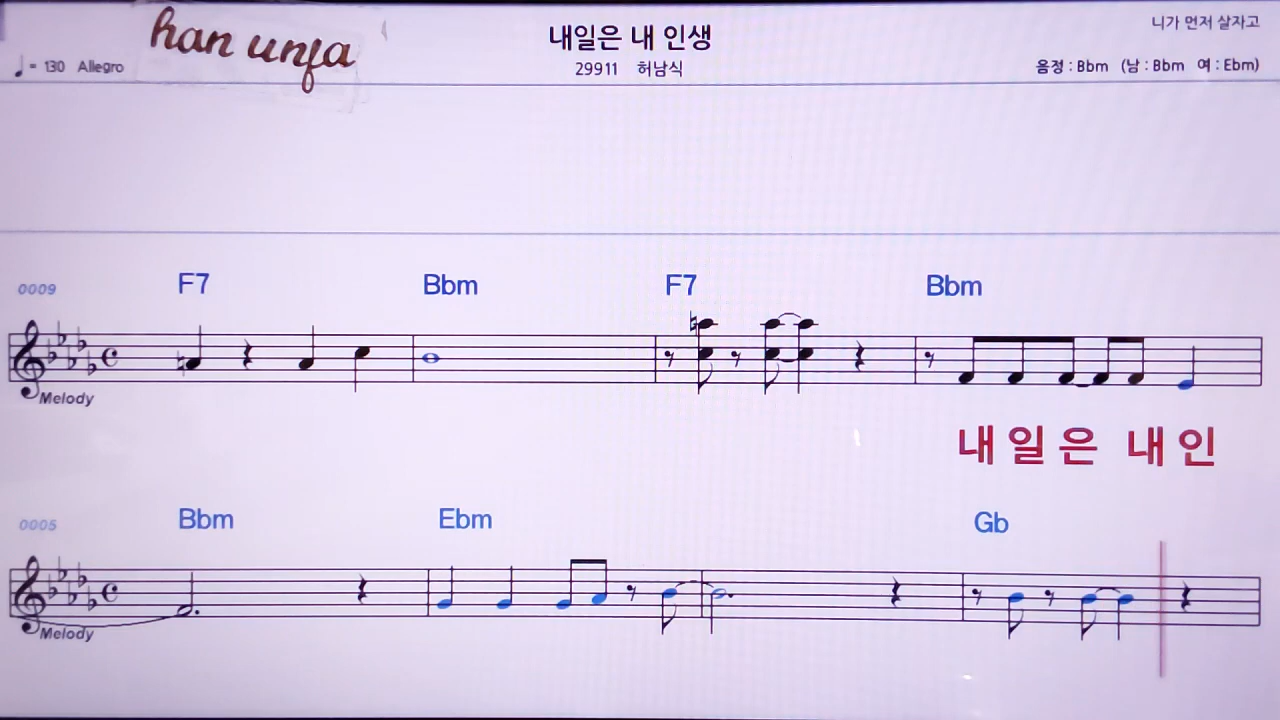 han unfa
내일은 내 인생
니가 먼저 살자고
♩= 130 Allegro
29911 허남식
음정 : Bbm (남 : Bbm 여 : Ebm)
0009 F7 Bbm F7 Bbm
Melody
내 일 은 내 인
0005 Bbm Ebm Gb
Melody